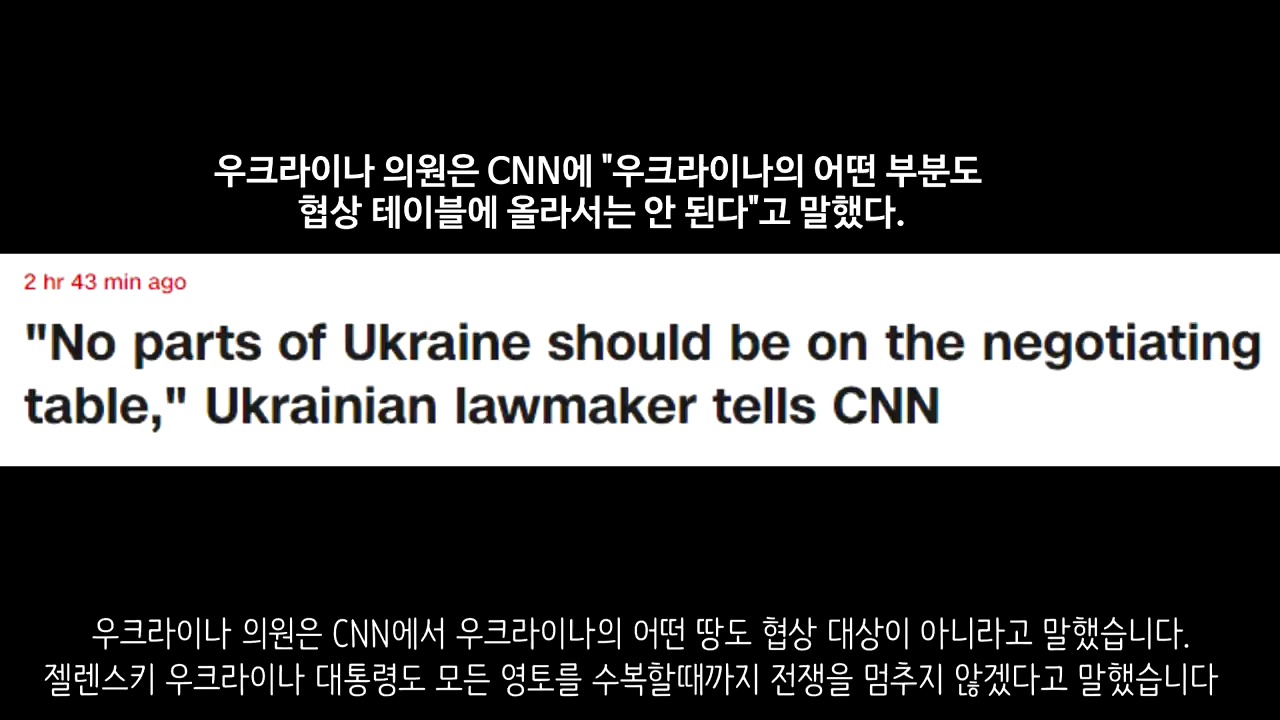 우크라이나 의원은 CNN에 "우크라이나의 어떤 부분도
협상 테이블에 올라서는 안 된다"고 말했다.
2 hr 43 min ago
"No parts of Ukraine should be on the negotiating
table," Ukrainian lawmaker tells CNN
우크라이나 의원은 CNN에서 우크라이나의 어떤 땅도 협상 대상이 아니라고 말했습니다.
젤렌스키 우크라이나 대통령도 모든 영토를 수복할때까지 전쟁을 멈추지 않겠다고 말했습니다